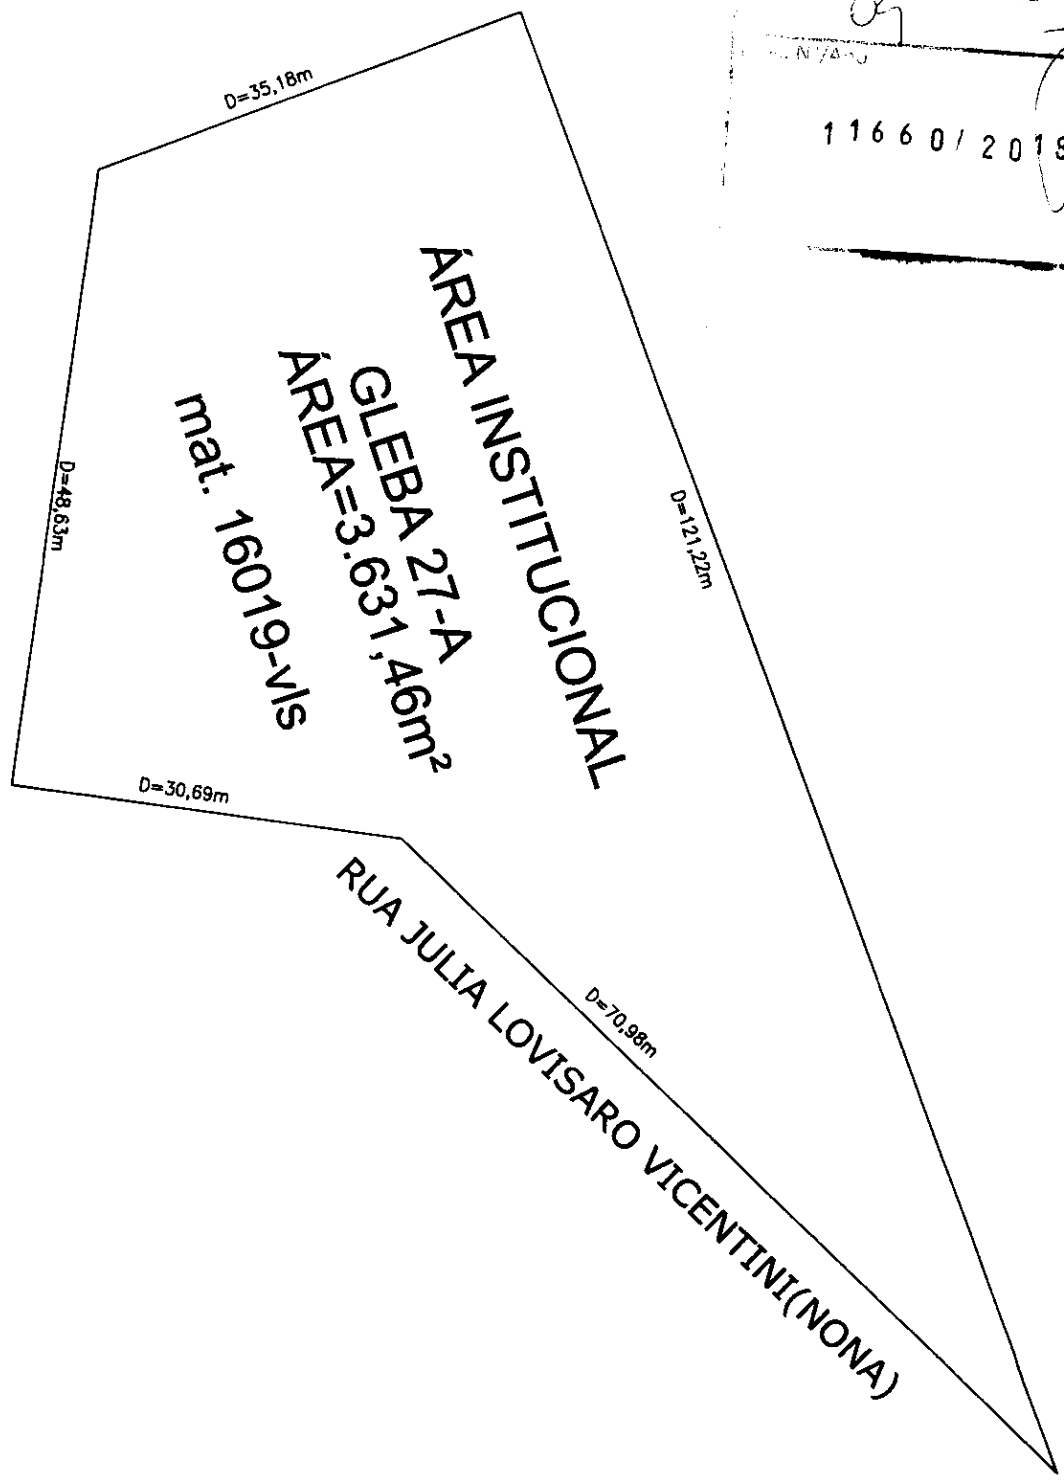 11660/2018
D=35,18m
ÁREA INSTITUCIONAL
GLEBA 27-A
ÁREA=3.631,46m²
mat. 16019-vls
D=121,22m
D=48,63m
D=30,69m
D=70,98m
RUA JULIA LOVISARO VICENTINI(NONA)